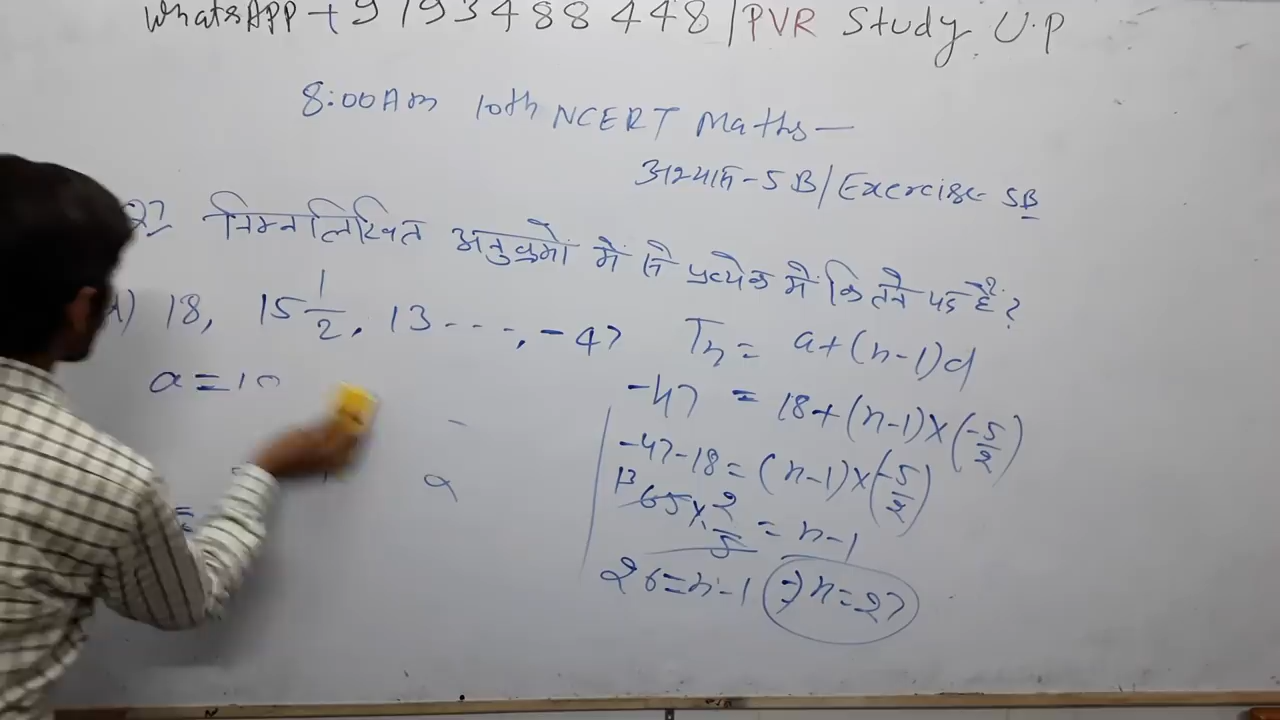 WhatsAPP + 9193488448 | PVR Study U.P
8:00Am 10th NCERT Maths —
अध्याय-5B / Exercise- 5B
Q7 निम्नलिखित अनुक्रमो मे से प्रत्येक में कितने पद है ?
18, 15 1/2, 13 - - - , -47
a = 1
a
Tn = a+(n-1)d
-47 = 18+(n-1)×(-5/2)
-47-18 = (n-1)×(-5/2)
13
65×2/5 = n-1
26=n-1 ⇒ n=27